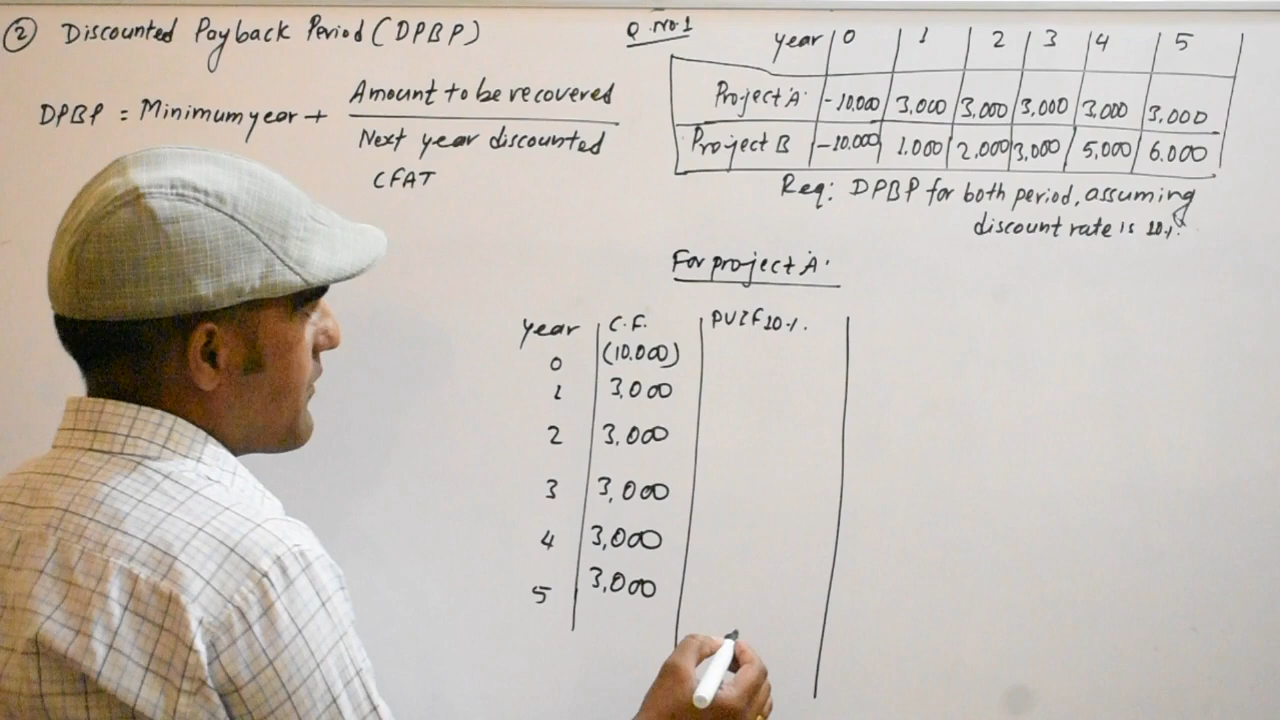 ② Discounted Payback Period (DPBP)
DPBP = Minimum year + Amount to be recovered
Next year discounted
CFAT
Q.No.1
year 0 1 2 3 4 5
Project A -10,000 3,000 3,000 3,000 3,000 3,000
Project B -10.000 1.000 2,000 3,000 5,000 6.000
Req: DPBP for both period, assuming
discount rate is 10%.
For project A.
year C.F. PVIF10%.
0 (10.000)
1 3,000
2 3,000
3 3,000
4 3,000
5 3,000